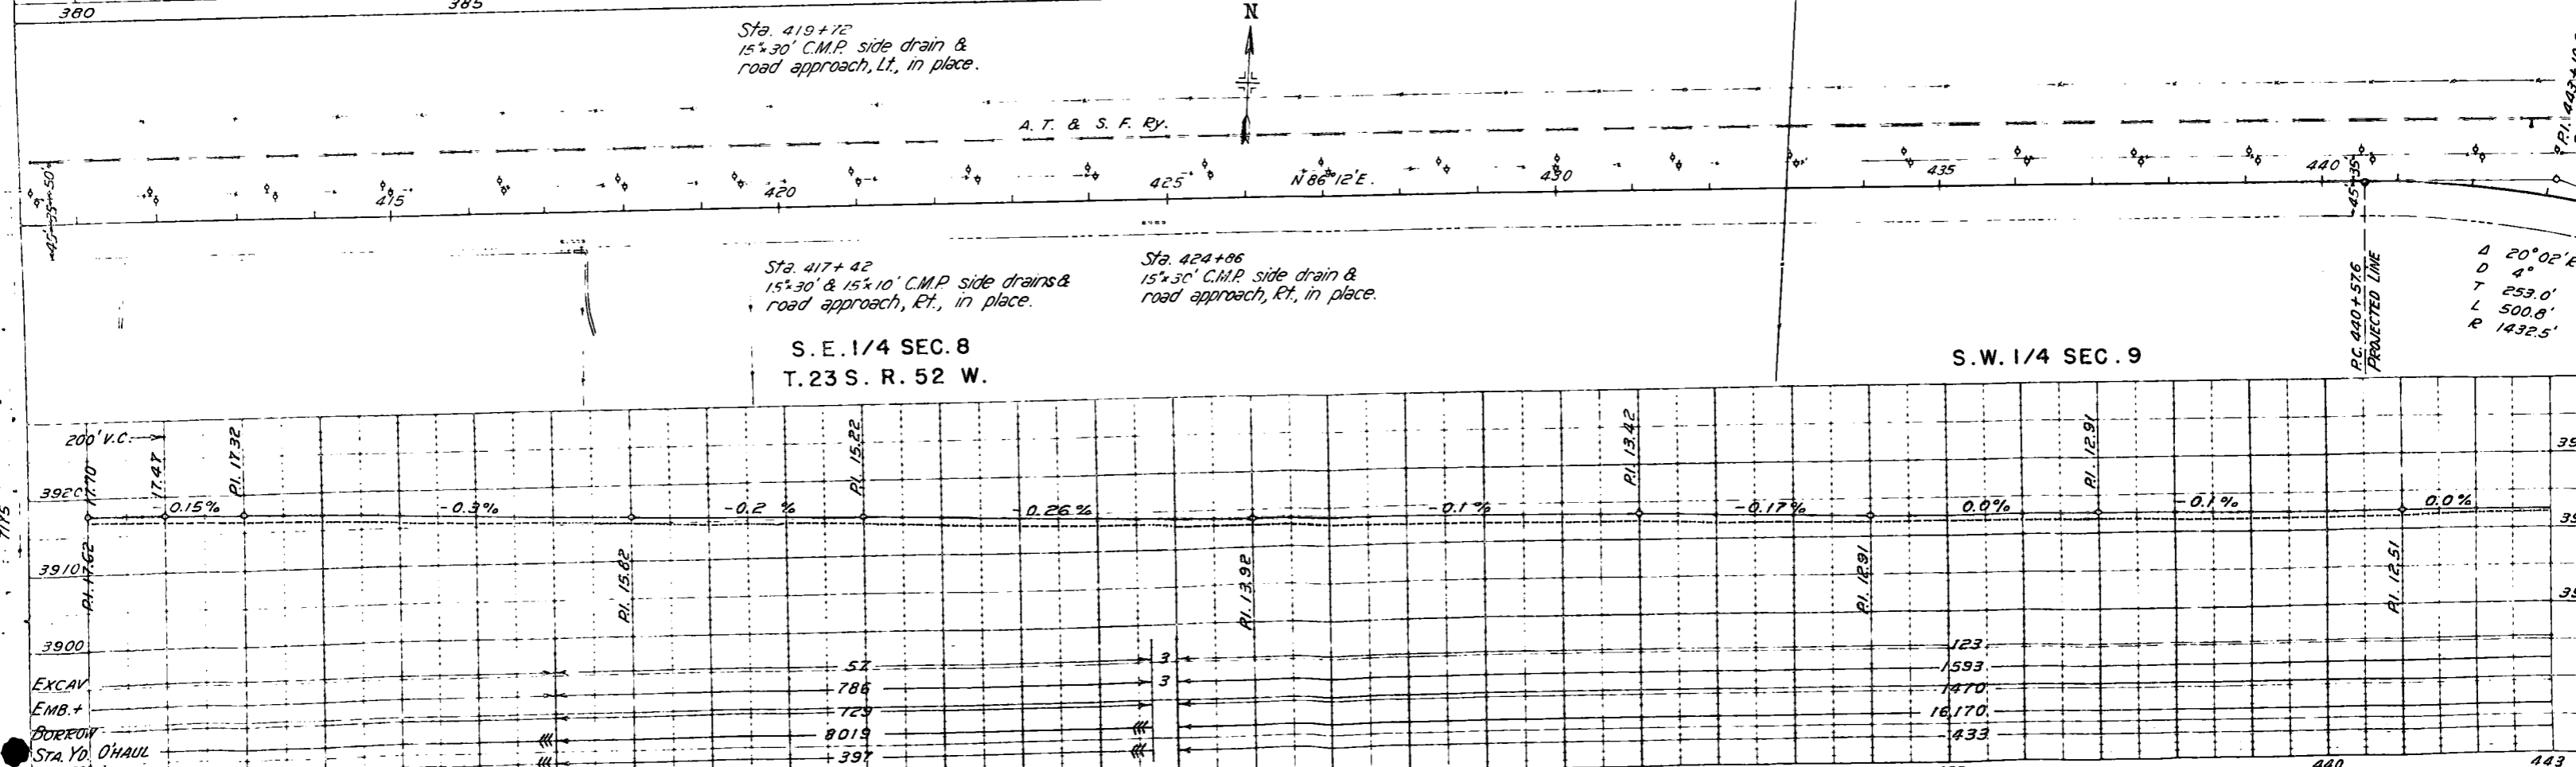 380
385
Sta. 419+72
15"x30' C.M.P. side drain &
road approach, Lt., in place.
N
A. T. & S. F. Ry.
P.I. 443+10.
45' 25' 50'
415
420
425
N 86°12' E.
430
435
440
45' 35'
Sta. 417+42
15"x30' & 15"x10' C.M.P. side drains &
road approach, Rt., in place.
Sta. 424+86
15"x30' C.M.P. side drain &
road approach, Rt., in place.
P.C. 440+57.6
PROJECTED LINE
Δ 20°02'
D 4°
T 253.0'
L 500.8'
R 1432.5'
S.E. 1/4 SEC. 8
T. 23 S. R. 52 W.
S.W. 1/4 SEC. 9
200' V.C.
17.70
17.47
P.I. 17.32
P.I. 15.22
P.I. 13.42
P.I. 12.91
3920
-0.15%
-0.3%
-0.2 %
-0.26%
-0.1%
-0.17%
0.0%
-0.1%
0.0%
P.I. 17.62
P.I. 15.82
P.I. 13.92
P.I. 12.91
P.I. 12.51
3910
3900
57
3
123
EXCAV.
786
3
1593
EMB.+
729
1470
BORROW
8019
16,170
STA. YD. O'HAUL
397
433
440
443